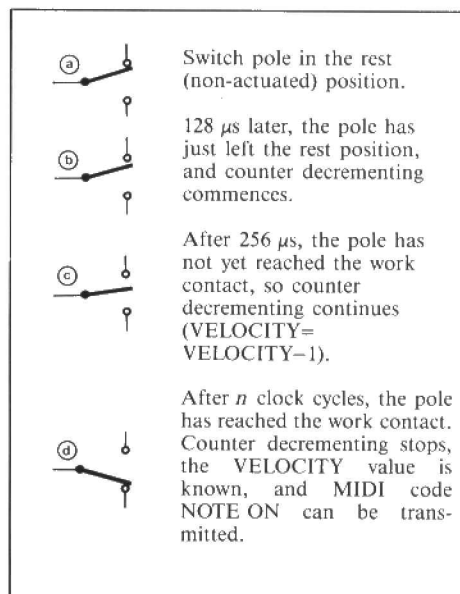 a
Switch pole in the rest
(non-actuated) position.
b
128 μs later, the pole has
just left the rest position,
and counter decrementing
commences.
c
After 256 μs, the pole has
not yet reached the work
contact, so counter
decrementing continues
(VELOCITY=
VELOCITY−1).
d
After n clock cycles, the pole
has reached the work contact.
Counter decrementing stops,
the VELOCITY value is
known, and MIDI code
NOTE ON can be trans-
mitted.